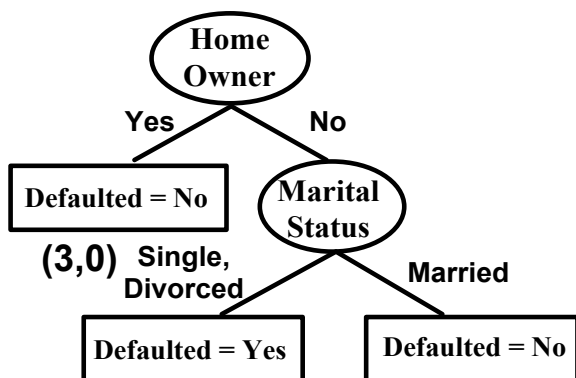 Home
Owner
Yes
No
Defaulted = No
Marital
Status
(3,0)
Single,
Divorced
Married
Defaulted = Yes
Defaulted = No